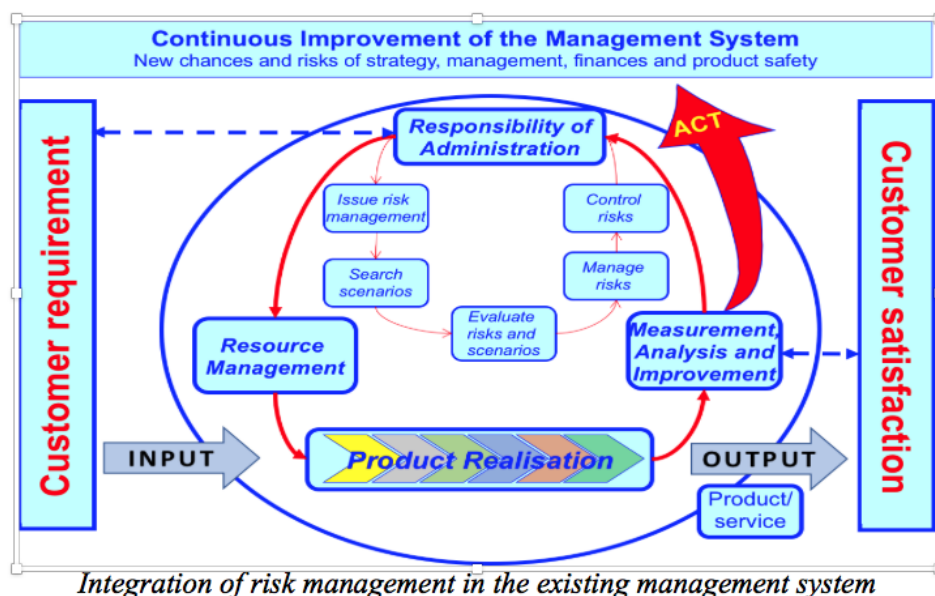 Continuous Improvement of the Management System
New chances and risks of strategy, management, finances and product safety
Customer requirement
Responsibility of
Administration
ACT
Customer satisfaction
Issue risk
management
Control
risks
Search
scenarios
Manage
risks
Evaluate
risks and
scenarios
Resource
Management
Measurement,
Analysis and
Improvement
INPUT
Product Realisation
OUTPUT
Product/
service
Integration of risk management in the existing management system